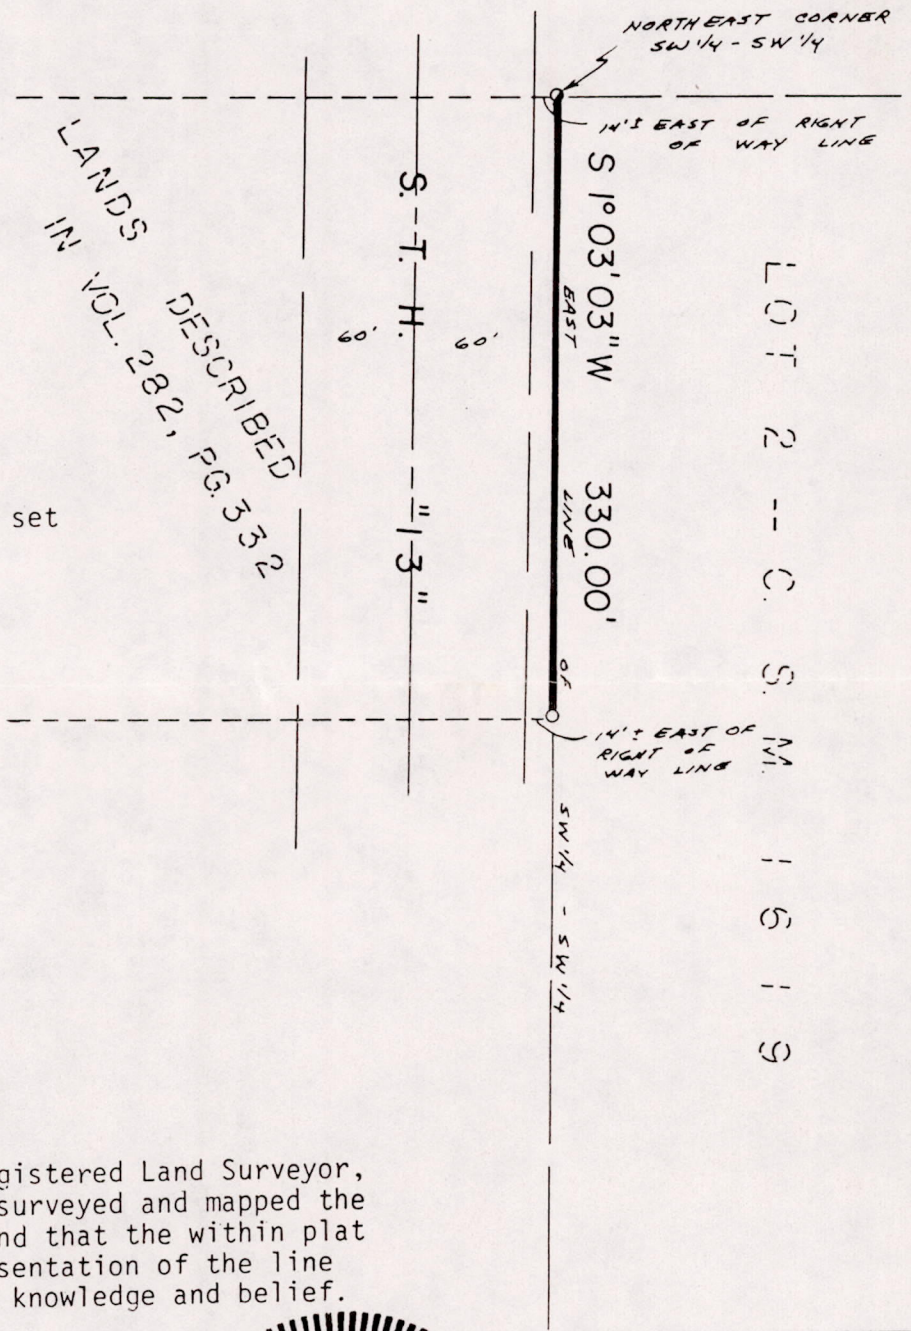 NORTHEAST CORNER
SW 1/4 - SW 1/4
14'± EAST OF RIGHT
OF WAY LINE
S 1° 03' 03" W 330.00'
EAST LINE OF SW 1/4 - SW 1/4
LOT 2 -- C. S. M. 1619
S. T. H. "13"
60'
60'
LANDS DESCRIBED
IN VOL. 282, PG. 332
set
14'± EAST OF
RIGHT OF
WAY LINE
gistered Land Surveyor,
surveyed and mapped the
nd that the within plat
sentation of the line
knowledge and belief.